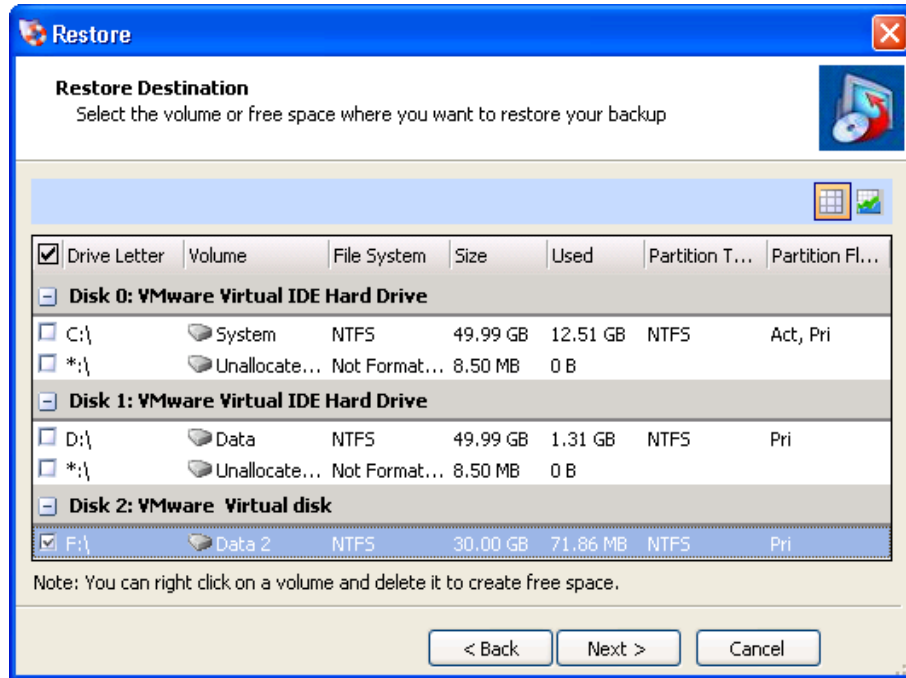 Restore
Restore Destination
Select the volume or free space where you want to restore your backup
Drive Letter Volume File System Size Used Partition T... Partition Fl...
Disk 0: VMware Virtual IDE Hard Drive
C:\ System NTFS 49.99 GB 12.51 GB NTFS Act, Pri
*:\ Unallocate... Not Format... 8.50 MB 0 B
Disk 1: VMware Virtual IDE Hard Drive
D:\ Data NTFS 49.99 GB 1.31 GB NTFS Pri
*:\ Unallocate... Not Format... 8.50 MB 0 B
Disk 2: VMware Virtual disk
F:\ Data 2 NTFS 30.00 GB 71.86 MB NTFS Pri
Note: You can right click on a volume and delete it to create free space.
< Back Next > Cancel